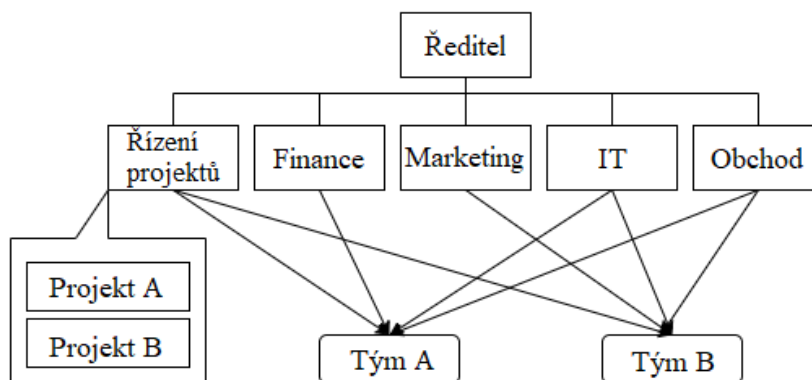 Ředitel
Řízení
projektů
Finance
Marketing
IT
Obchod
Projekt A
Projekt B
Tým A
Tým B